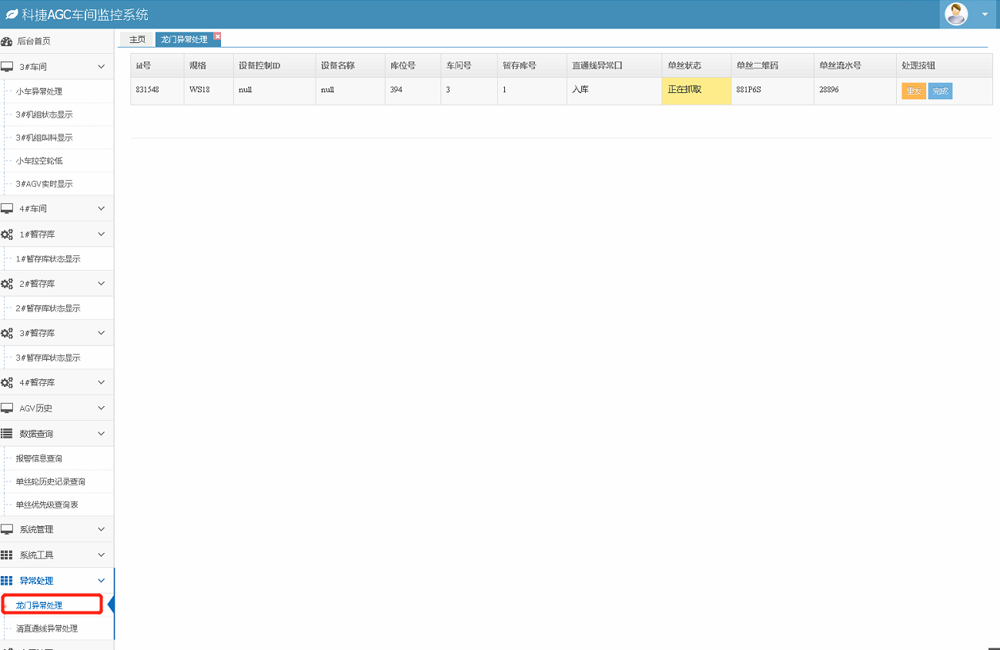 科捷AGC车间监控系统
后台首页
3#车间
小车异常处理
3#机组状态显示
3#机组叫料显示
小车拉空轮低
3#AGV实时显示
4#车间
1#暂存库
1#暂存库状态显示
2#暂存库
2#暂存库状态显示
3#暂存库
3#暂存库状态显示
4#暂存库
AGV历史
数据查询
报警信息查询
单丝轮历史记录查询
单丝优先级查询表
系统管理
系统工具
异常处理
龙门异常处理
清直通线异常处理
主页 龙门异常处理
id号 规格 设备控制ID 设备名称 库位号 车间号 暂存库号 直通线异常口 单丝状态 单丝二维码 单丝流水号 处理按钮
831548 WS18 null null 394 3 1 入库 正在抓取 881P6S 28896 重发 完成